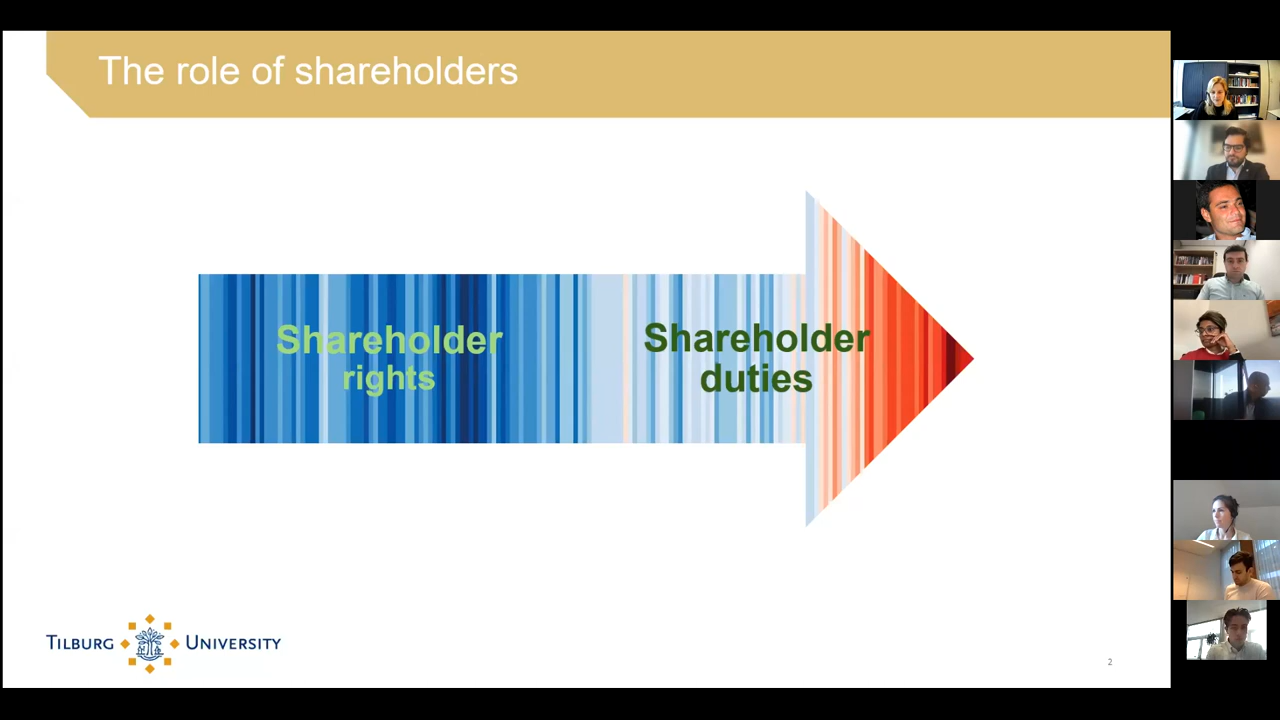 The role of shareholders
Shareholder
rights
Shareholder
duties
TILBURG UNIVERSITY
2